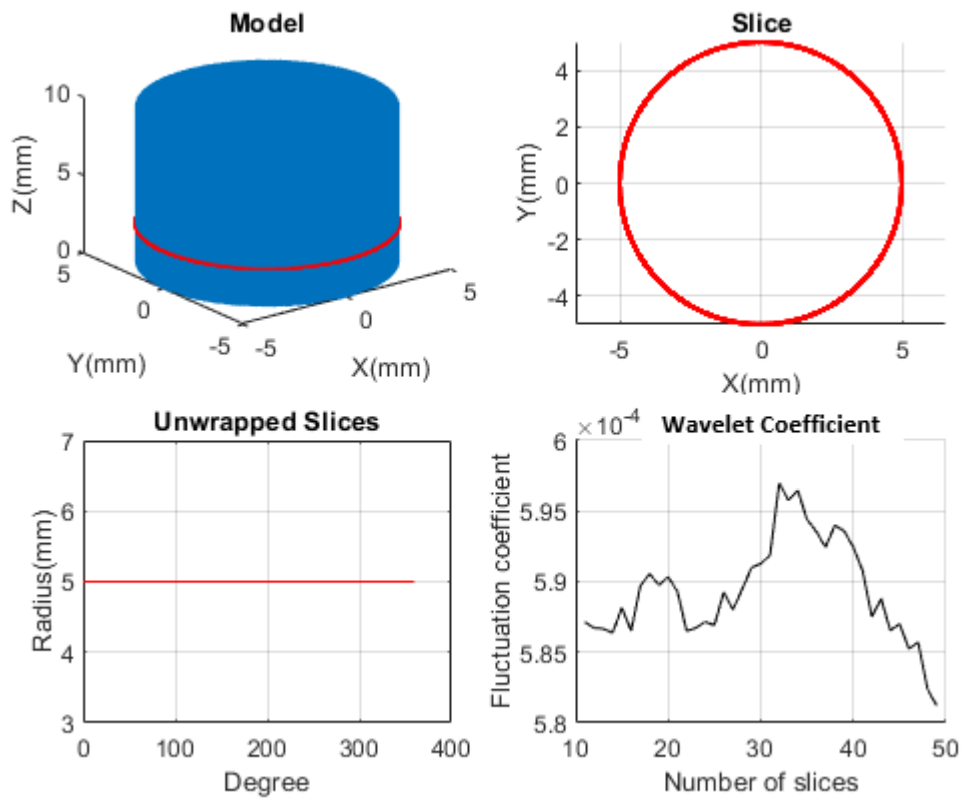 Model
10
5
0
Z(mm)
5
0
-5
Y(mm)
-5
0
5
X(mm)
Slice
4
2
0
-2
-4
Y(mm)
-5
0
5
X(mm)
Unwrapped Slices
7
6
5
4
3
Radius(mm)
0
100
200
300
400
Degree
Wavelet Coefficient
×10⁻⁴
6
5.95
5.9
5.85
5.8
Fluctuation coefficient
10
20
30
40
50
Number of slices